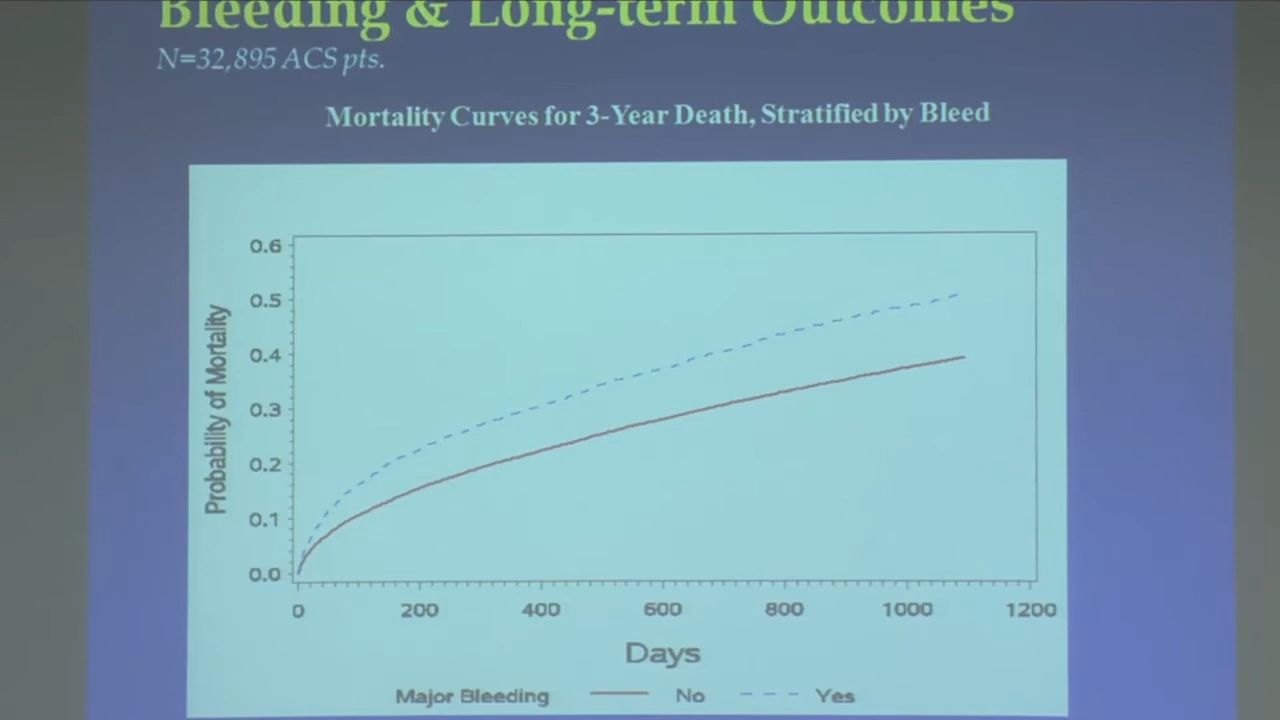 Bleeding & Long-term Outcomes
N=32,895 ACS pts.
Mortality Curves for 3-Year Death, Stratified by Bleed
Probability of Mortality
0.6
0.5
0.4
0.3
0.2
0.1
0.0
0 200 400 600 800 1000 1200
Days
Major Bleeding No Yes